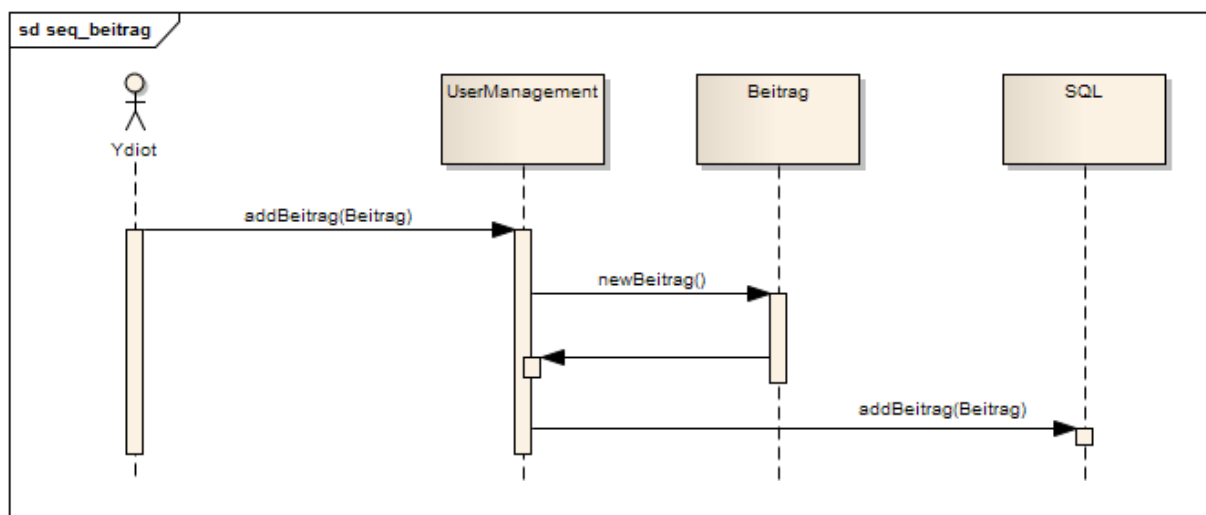 sd seq_beitrag
Ydiot
UserManagement
Beitrag
SQL
addBeitrag(Beitrag)
newBeitrag()
addBeitrag(Beitrag)